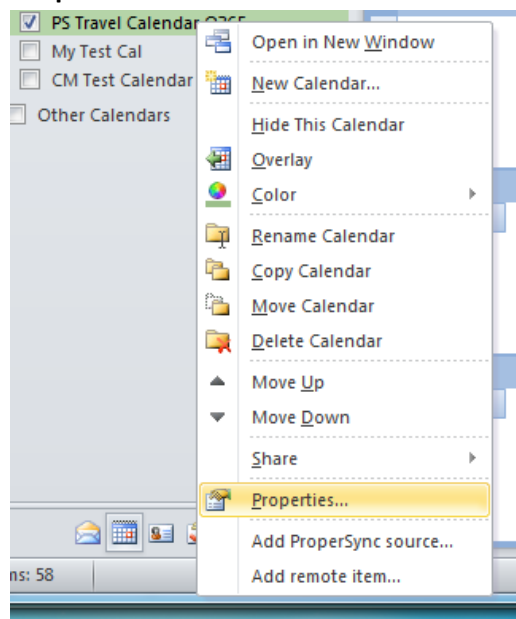 PS Travel Calendar O365
My Test Cal
CM Test Calendar
Other Calendars
Open in New Window
New Calendar...
Hide This Calendar
Overlay
Color
Rename Calendar
Copy Calendar
Move Calendar
Delete Calendar
Move Up
Move Down
Share
Properties...
Add ProperSync source...
Add remote item...
ms: 58